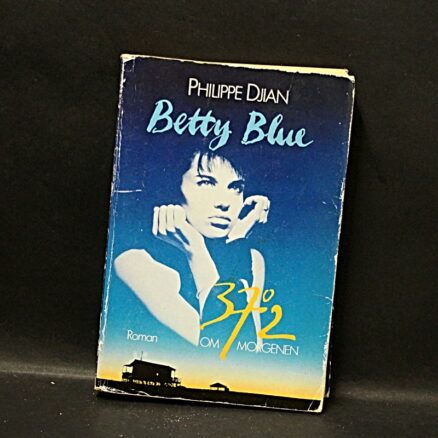 PHILIPPE DJIAN
Betty Blue
37°2
OM MORGENEN
Roman